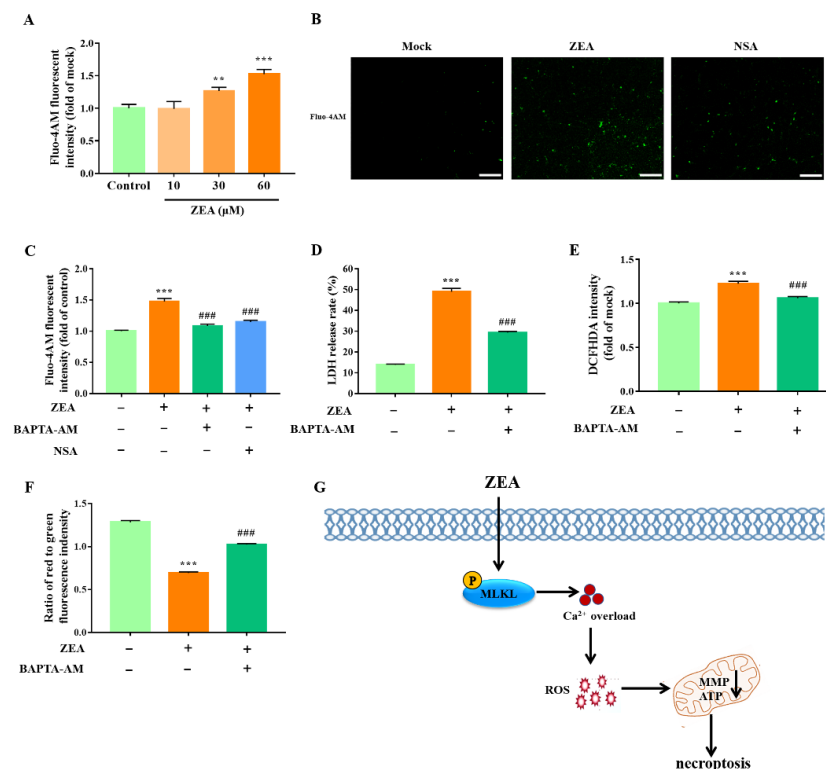 A
Fluo-4AM fluorescent
intensity (fold of mock)
2.0
1.5
1.0
0.5
0.0
**
***
Control
10
30
60
ZEA (μM)
B
Mock
ZEA
NSA
Fluo-4AM
C
Fluo-4AM fluorescent
intensity (fold of control)
2.0
1.5
1.0
0.5
0.0
***
###
###
ZEA – + + +
BAPTA-AM – – + –
NSA – – – +
D
LDH release rate (%)
60
50
40
30
20
10
0
***
###
ZEA – + +
BAPTA-AM – – +
E
DCFHDA intensity
(fold of mock)
1.5
1.0
0.5
0.0
***
###
ZEA – + +
BAPTA-AM – – +
F
Ratio of red to green
fluorescence indensity
1.5
1.0
0.5
0.0
***
###
ZEA – + +
BAPTA-AM – – +
G
ZEA
P
MLKL
Ca²⁺ overload
ROS
MMP
ATP
necroptosis